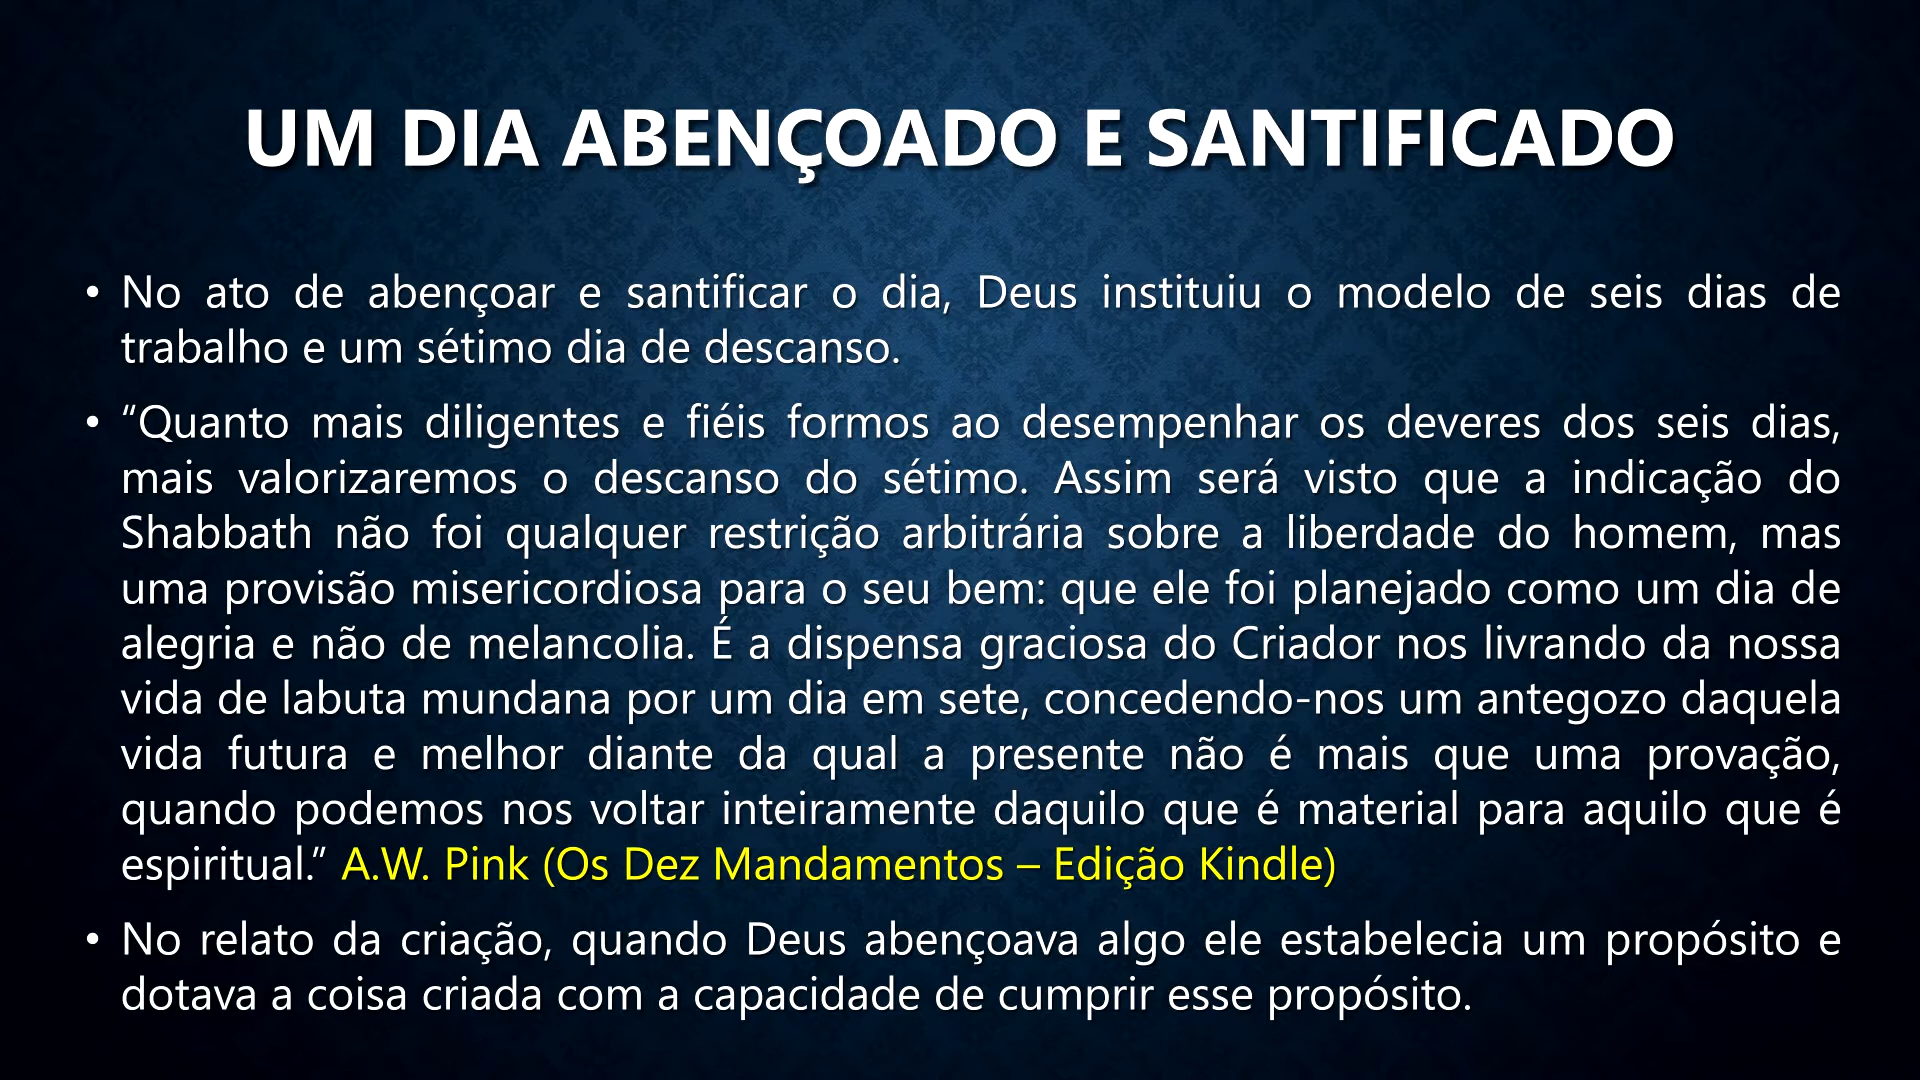 UM DIA ABENÇOADO E SANTIFICADO
• No ato de abençoar e santificar o dia, Deus instituiu o modelo de seis dias de
trabalho e um sétimo dia de descanso.
• “Quanto mais diligentes e fiéis formos ao desempenhar os deveres dos seis dias,
mais valorizaremos o descanso do sétimo. Assim será visto que a indicação do
Shabbath não foi qualquer restrição arbitrária sobre a liberdade do homem, mas
uma provisão misericordiosa para o seu bem: que ele foi planejado como um dia de
alegria e não de melancolia. É a dispensa graciosa do Criador nos livrando da nossa
vida de labuta mundana por um dia em sete, concedendo-nos um antegozo daquela
vida futura e melhor diante da qual a presente não é mais que uma provação,
quando podemos nos voltar inteiramente daquilo que é material para aquilo que é
espiritual.” A.W. Pink (Os Dez Mandamentos – Edição Kindle)
• No relato da criação, quando Deus abençoava algo ele estabelecia um propósito e
dotava a coisa criada com a capacidade de cumprir esse propósito.